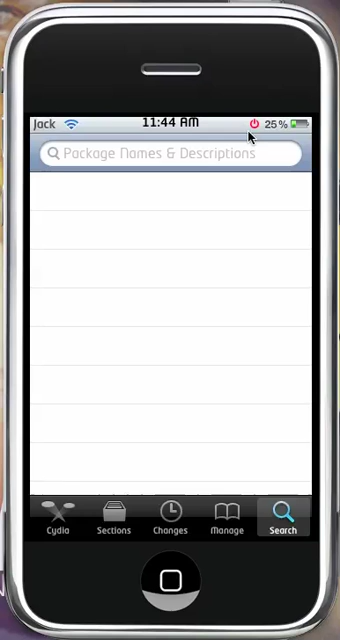 Jack 11:44 AM 25%
Package Names & Descriptions
Cydia Sections Changes Manage Search